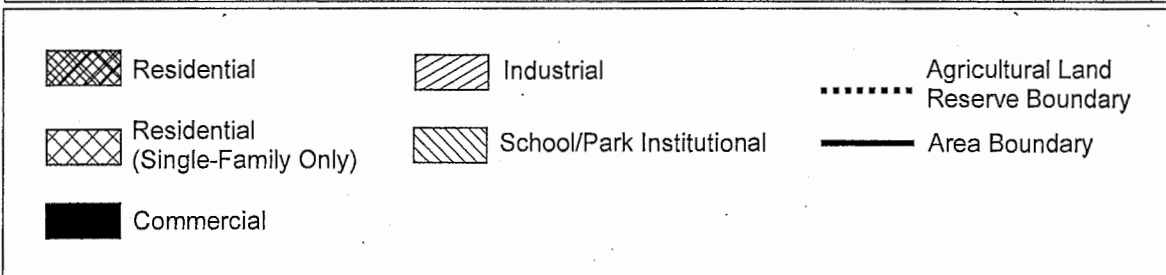 Residential
Residential
(Single-Family Only)
Commercial
Industrial
School/Park Institutional
Agricultural Land
Reserve Boundary
Area Boundary